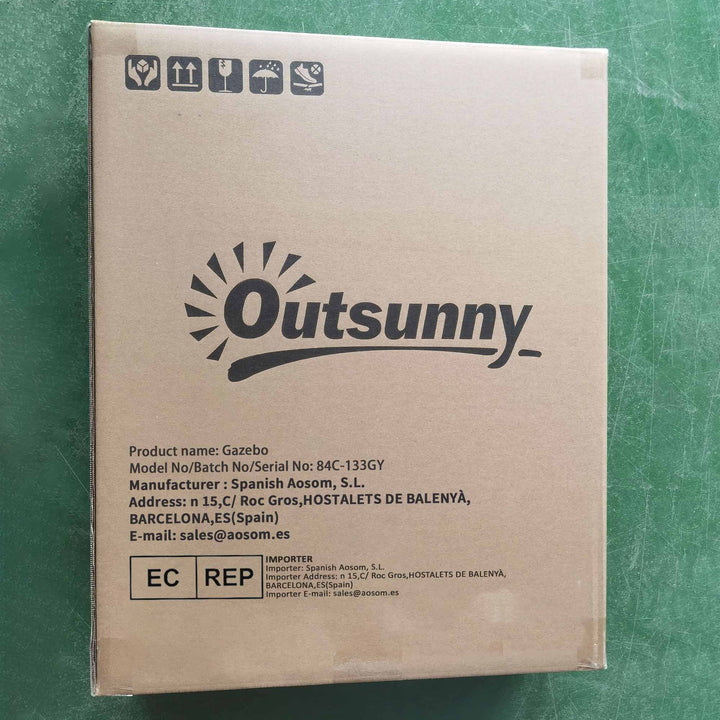 Outsunny
Product name: Gazebo
Model No/Batch No/Serial No: 84C-133GY
Manufacturer : Spanish Aosom, S.L.
Address: n 15,C/ Roc Gros,HOSTALETS DE BALENYÀ,
BARCELONA,ES(Spain)
E-mail: sales@aosom.es
EC REP
IMPORTER
Importer: Spanish Aosom, S.L.
Importer Address: n 15,C/ Roc Gros,HOSTALETS DE BALENYÀ,
BARCELONA,ES(Spain)
Importer E-mail: sales@aosom.es